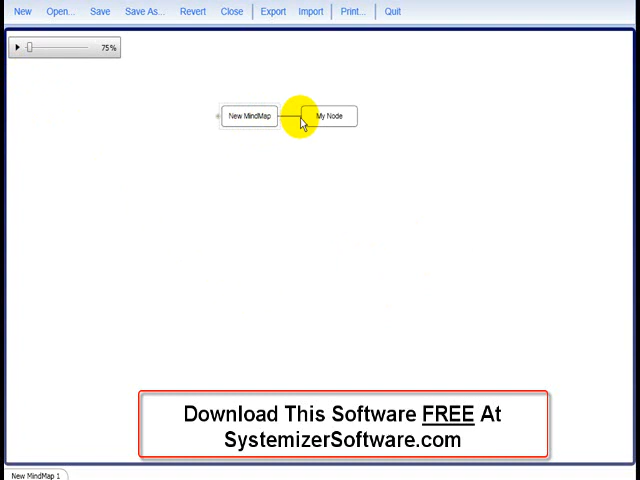 New Open... Save Save As... Revert Close Export Import Print... Quit
75%
New MindMap My Node
Download This Software FREE At
SystemizerSoftware.com
New MindMap 1